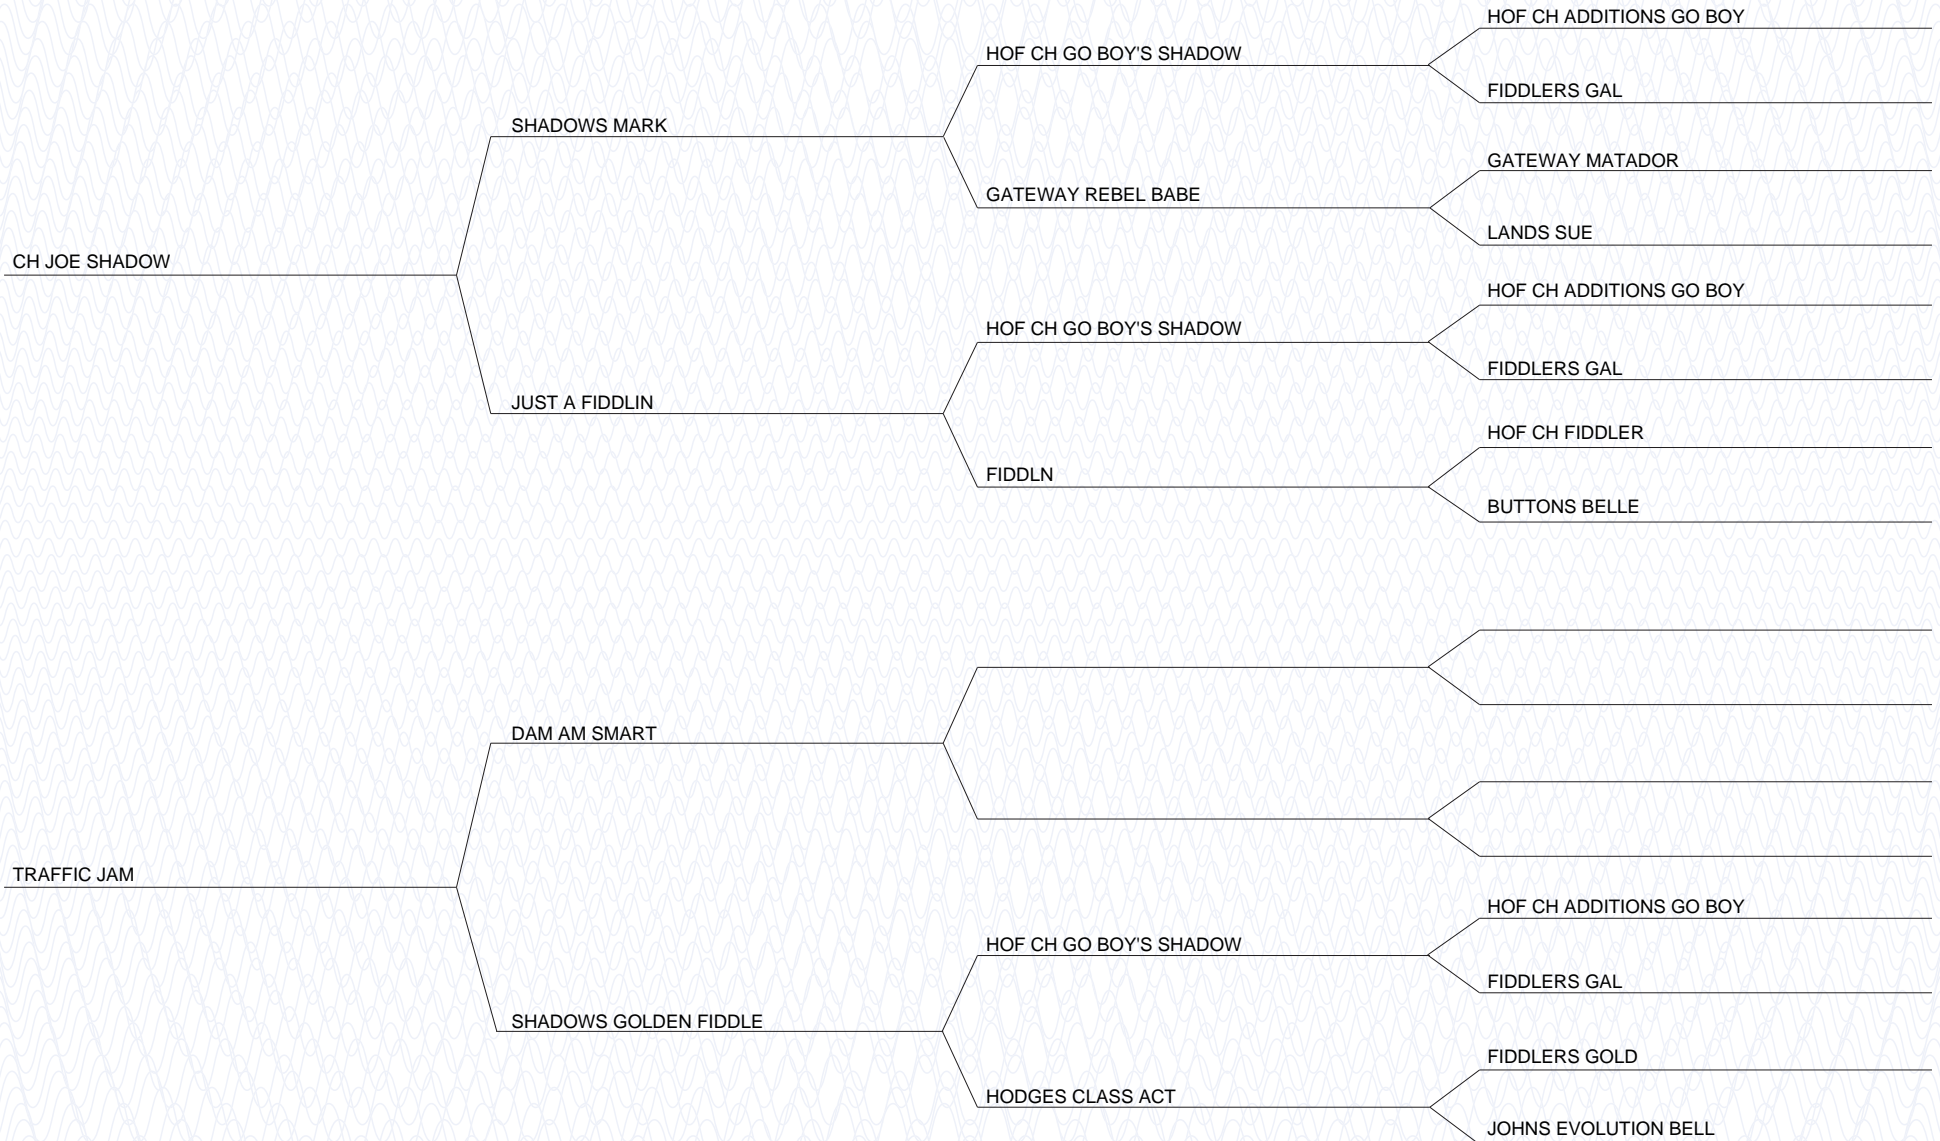 HOF CH ADDITIONS GO BOY
HOF CH GO BOY'S SHADOW
FIDDLERS GAL
SHADOWS MARK
GATEWAY MATADOR
GATEWAY REBEL BABE
LANDS SUE
CH JOE SHADOW
HOF CH ADDITIONS GO BOY
HOF CH GO BOY'S SHADOW
FIDDLERS GAL
JUST A FIDDLIN
HOF CH FIDDLER
FIDDLN
BUTTONS BELLE
DAM AM SMART
TRAFFIC JAM
HOF CH ADDITIONS GO BOY
HOF CH GO BOY'S SHADOW
FIDDLERS GAL
SHADOWS GOLDEN FIDDLE
FIDDLERS GOLD
HODGES CLASS ACT
JOHNS EVOLUTION BELL